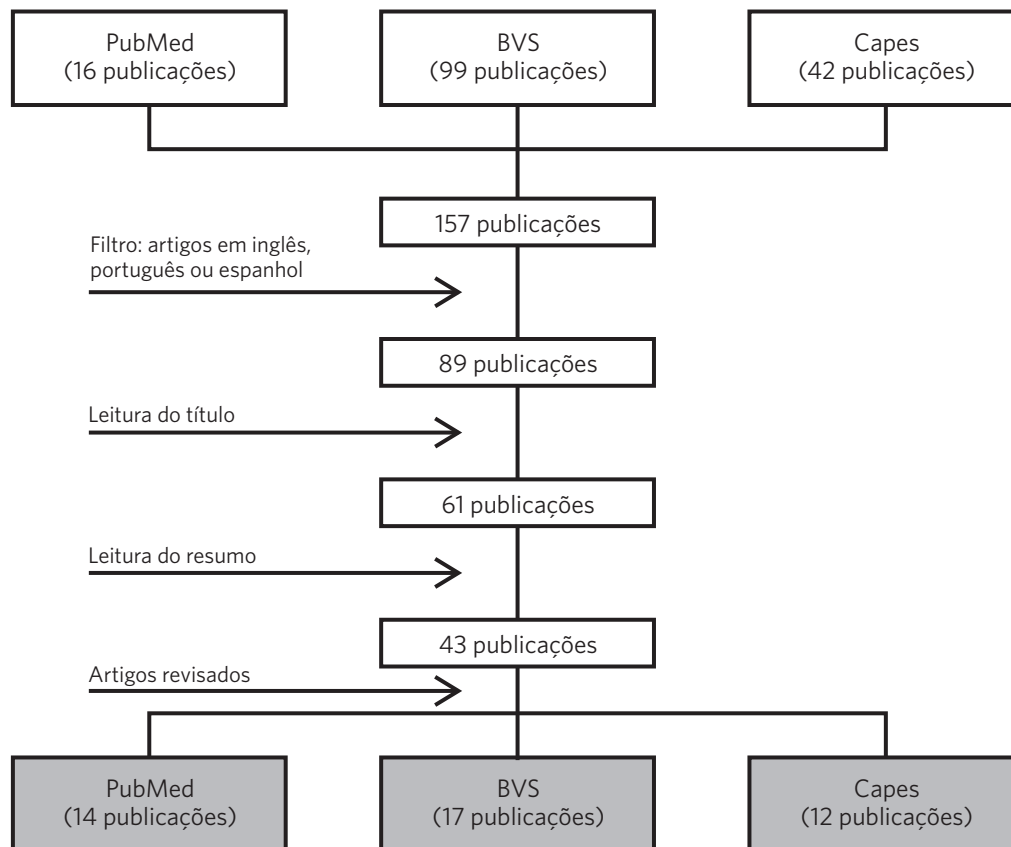 PubMed
(16 publicações)
BVS
(99 publicações)
Capes
(42 publicações)
157 publicações
Filtro: artigos em inglês,
português ou espanhol
89 publicações
Leitura do título
61 publicações
Leitura do resumo
43 publicações
Artigos revisados
PubMed
(14 publicações)
BVS
(17 publicações)
Capes
(12 publicações)